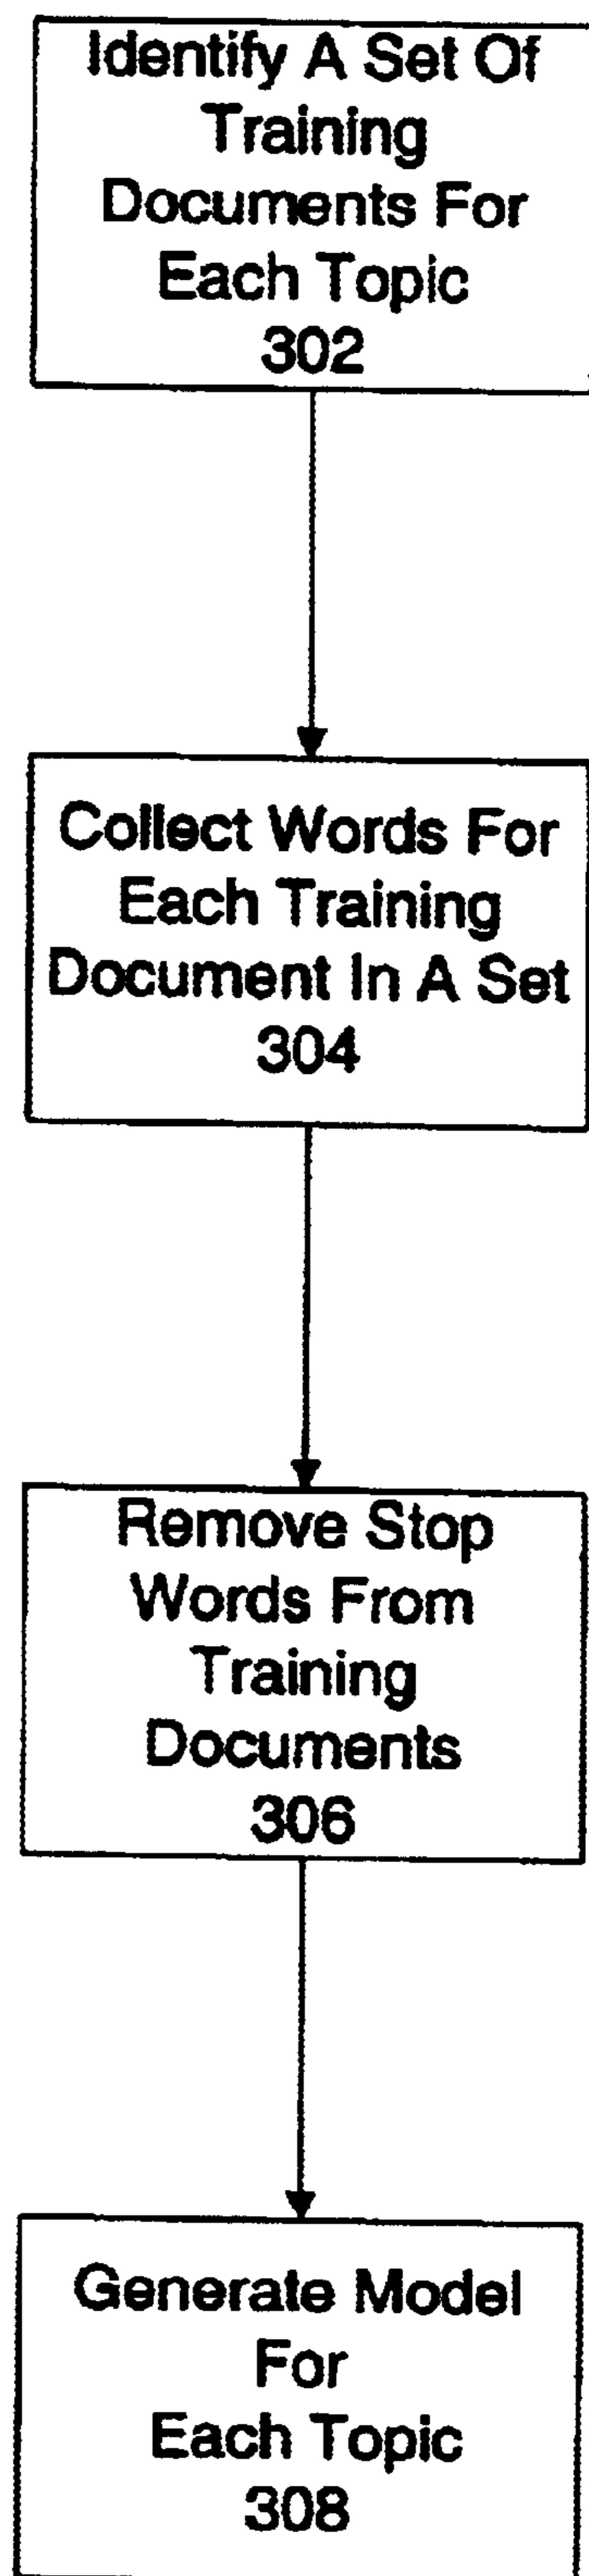 Identify A Set Of
Training
Documents For
Each Topic
302
Collect Words For
Each Training
Document In A Set
304
Remove Stop
Words From
Training
Documents
306
Generate Model
For
Each Topic
308